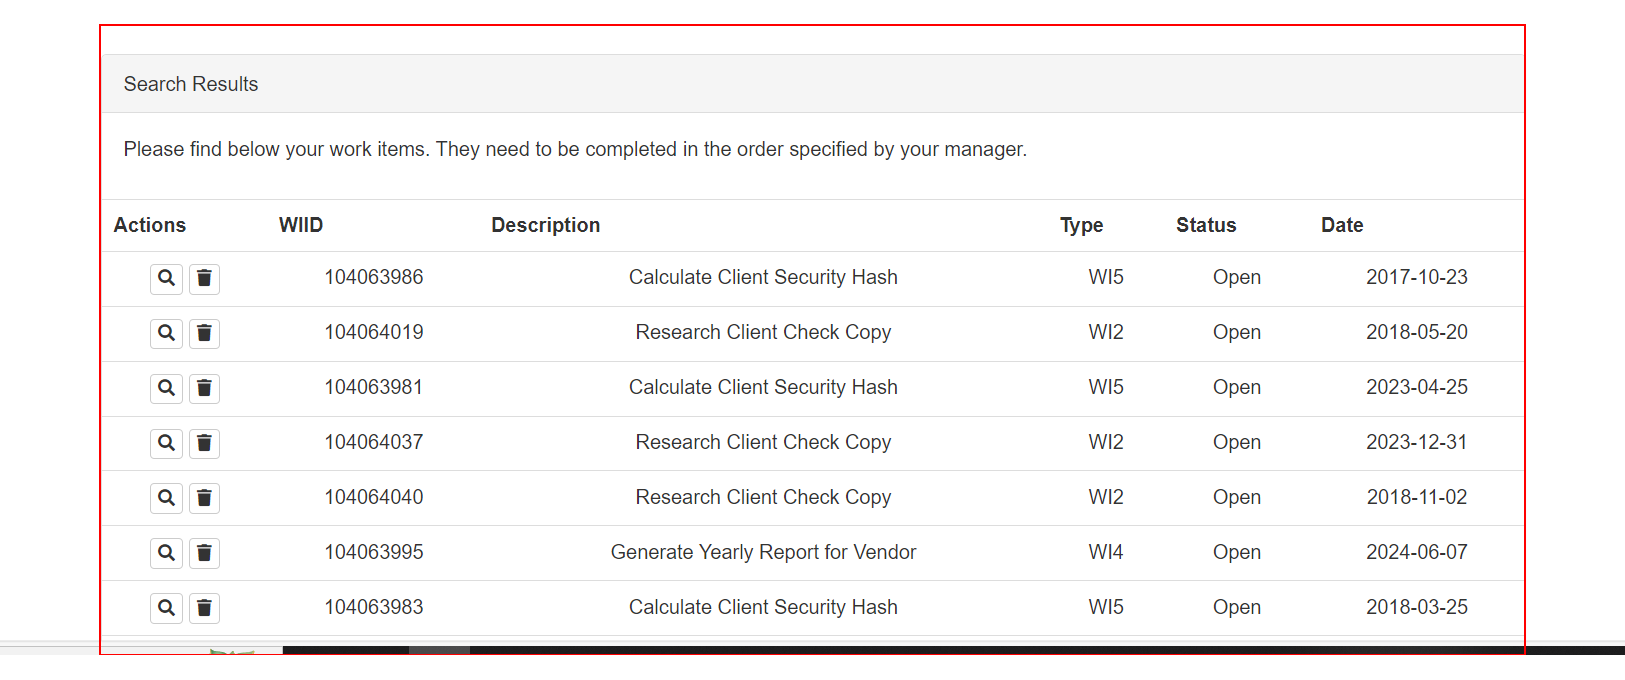 Search Results
Please find below your work items. They need to be completed in the order specified by your manager.
Actions WIID Description Type Status Date
104063986 Calculate Client Security Hash WI5 Open 2017-10-23
104064019 Research Client Check Copy WI2 Open 2018-05-20
104063981 Calculate Client Security Hash WI5 Open 2023-04-25
104064037 Research Client Check Copy WI2 Open 2023-12-31
104064040 Research Client Check Copy WI2 Open 2018-11-02
104063995 Generate Yearly Report for Vendor WI4 Open 2024-06-07
104063983 Calculate Client Security Hash WI5 Open 2018-03-25